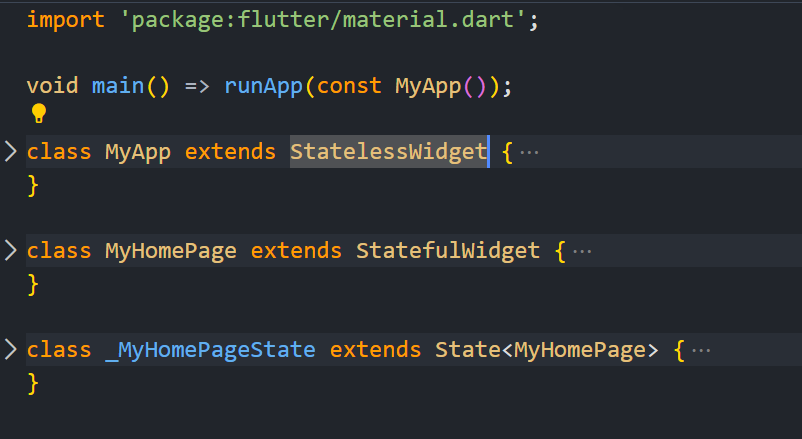 import 'package:flutter/material.dart';
void main() => runApp(const MyApp());
class MyApp extends StatelessWidget { ···
}
class MyHomePage extends StatefulWidget { ···
}
class _MyHomePageState extends State<MyHomePage> { ···
}